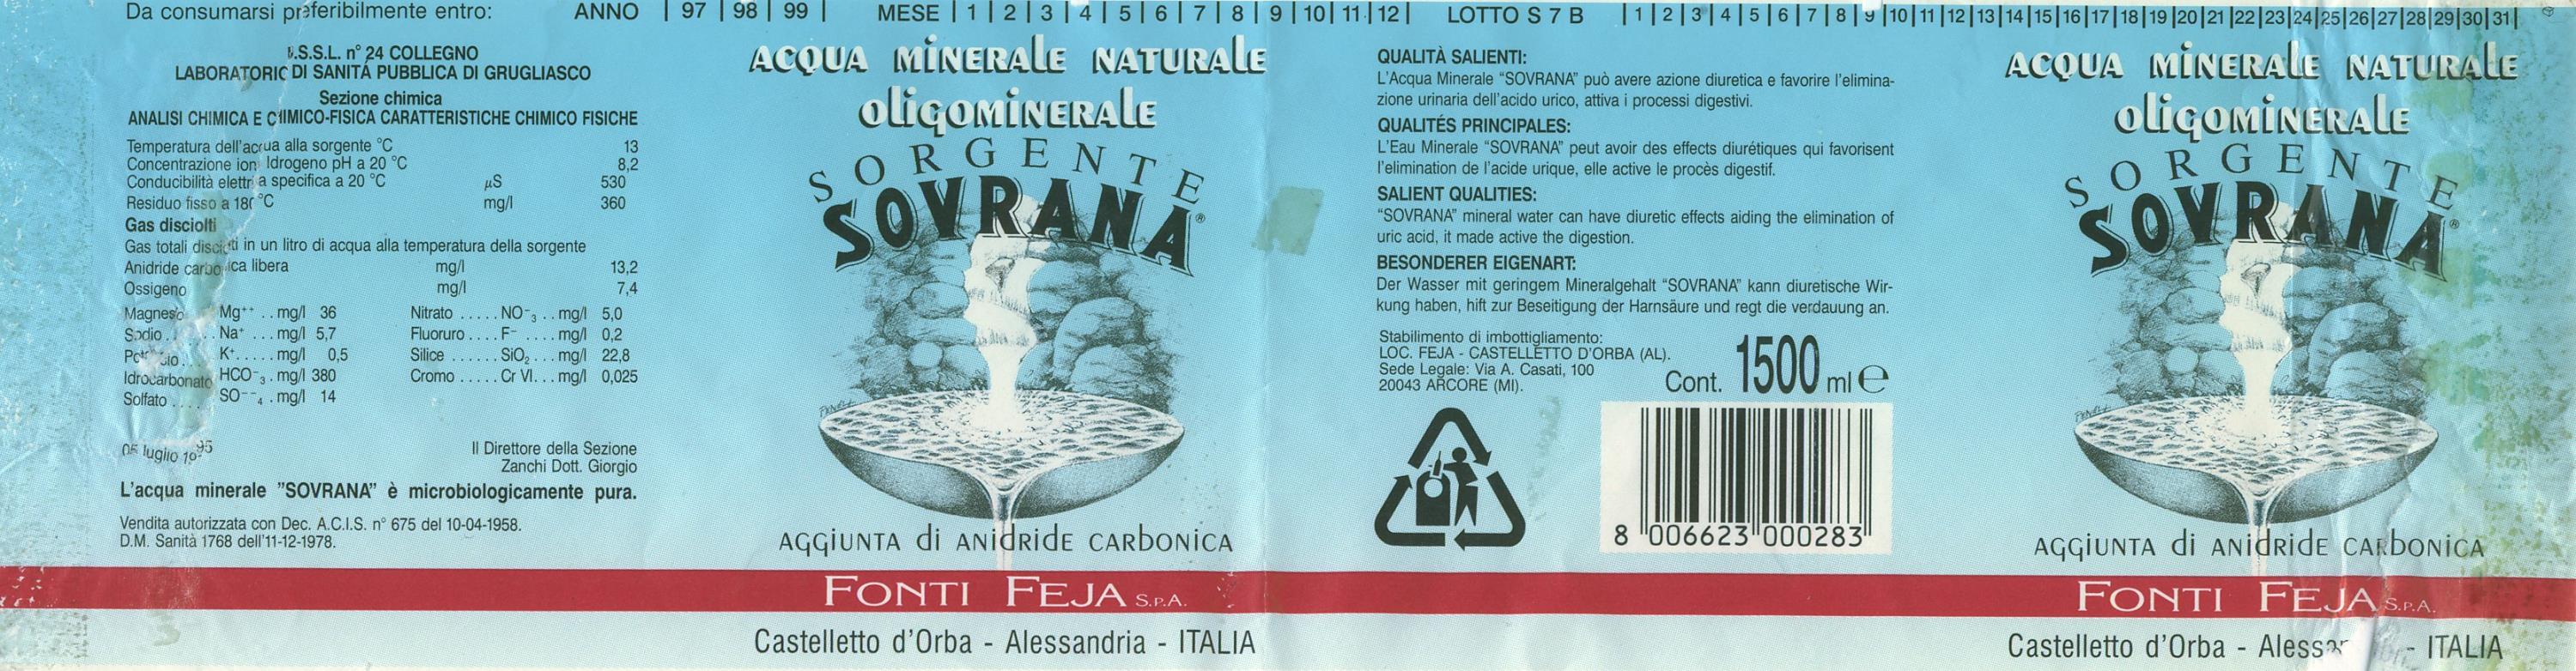 Da consumarsi preferibilmente entro: ANNO | 97 | 98 | 99 | MESE | 1 | 2 | 3 | 4 | 5 | 6 | 7 | 8 | 9 | 10 | 11 | 12 | LOTTO S 7 B | 1 | 2 | 3 | 4 | 5 | 6 | 7 | 8 | 9 | 10 | 11 | 12 | 13 | 14 | 15 | 16 | 17 | 18 | 19 | 20 | 21 | 22 | 23 | 24 | 25 | 26 | 27 | 28 | 29 | 30 | 31 |
.S.S.L. n° 24 COLLEGNO
LABORATORIO DI SANITÀ PUBBLICA DI GRUGLIASCO
Sezione chimica
ANALISI CHIMICA E CHIMICO-FISICA CARATTERISTICHE CHIMICO FISICHE
Temperatura dell'acqua alla sorgente °C 13
Concentrazione ion Idrogeno pH a 20 °C 8,2
Conducibilità elettrica specifica a 20 °C µS 530
Residuo fisso a 180 °C mg/l 360
Gas disciolti
Gas totali disciolti in un litro di acqua alla temperatura della sorgente
Anidride carbonica libera mg/l 13,2
Ossigeno mg/l 7,4
Magnesio Mg++ .. mg/l 36 Nitrato ..... NO-3 .. mg/l 5,0
Sodio .. Na+ ... mg/l 5,7 Fluoruro .... F- ..... mg/l 0,2
Potassio ... K+ ..... mg/l 0,5 Silice ...... SiO2 ... mg/l 22,8
Idrocarbonato HCO-3 . mg/l 380 Cromo ..... Cr VI... mg/l 0,025
Solfato .... SO--4 . mg/l 14
05 luglio 1995
Il Direttore della Sezione
Zanchi Dott. Giorgio
L'acqua minerale "SOVRANA" è microbiologicamente pura.
Vendita autorizzata con Dec. A.C.I.S. n° 675 del 10-04-1958.
D.M. Sanità 1768 dell'11-12-1978.
ACQUA MINERALE NATURALE
OLIGOMINERALE
SORGENTE
SOVRANA®
AGGIUNTA di ANIDRIDE CARBONICA
FONTI FEJA S.P.A.
Castelletto d'Orba - Alessandria - ITALIA
QUALITÀ SALIENTI:
L'Acqua Minerale "SOVRANA" può avere azione diuretica e favorire l'elimina-
zione urinaria dell'acido urico, attiva i processi digestivi.
QUALITÉS PRINCIPALES:
L'Eau Minerale "SOVRANA" peut avoir des effects diurétiques qui favorisent
l'elimination de l'acide urique, elle active le procès digestif.
SALIENT QUALITIES:
"SOVRANA" mineral water can have diuretic effects aiding the elimination of
uric acid, it made active the digestion.
BESONDERER EIGENART:
Der Wasser mit geringem Mineralgehalt "SOVRANA" kann diuretische Wir-
kung haben, hift zur Beseitigung der Harnsäure und regt die verdauung an.
Stabilimento di imbottigliamento:
LOC. FEJA - CASTELLETTO D'ORBA (AL).
Sede Legale: Via A. Casati, 100
20043 ARCORE (MI).
Cont. 1500 ml e
8 006623 000283
ACQUA MINERALE NATURALE
OLIGOMINERALE
SORGENTE
SOVRANA®
AGGIUNTA di ANIDRIDE CARBONICA
FONTI FEJA S.P.A.
Castelletto d'Orba - Alessan - ITALIA